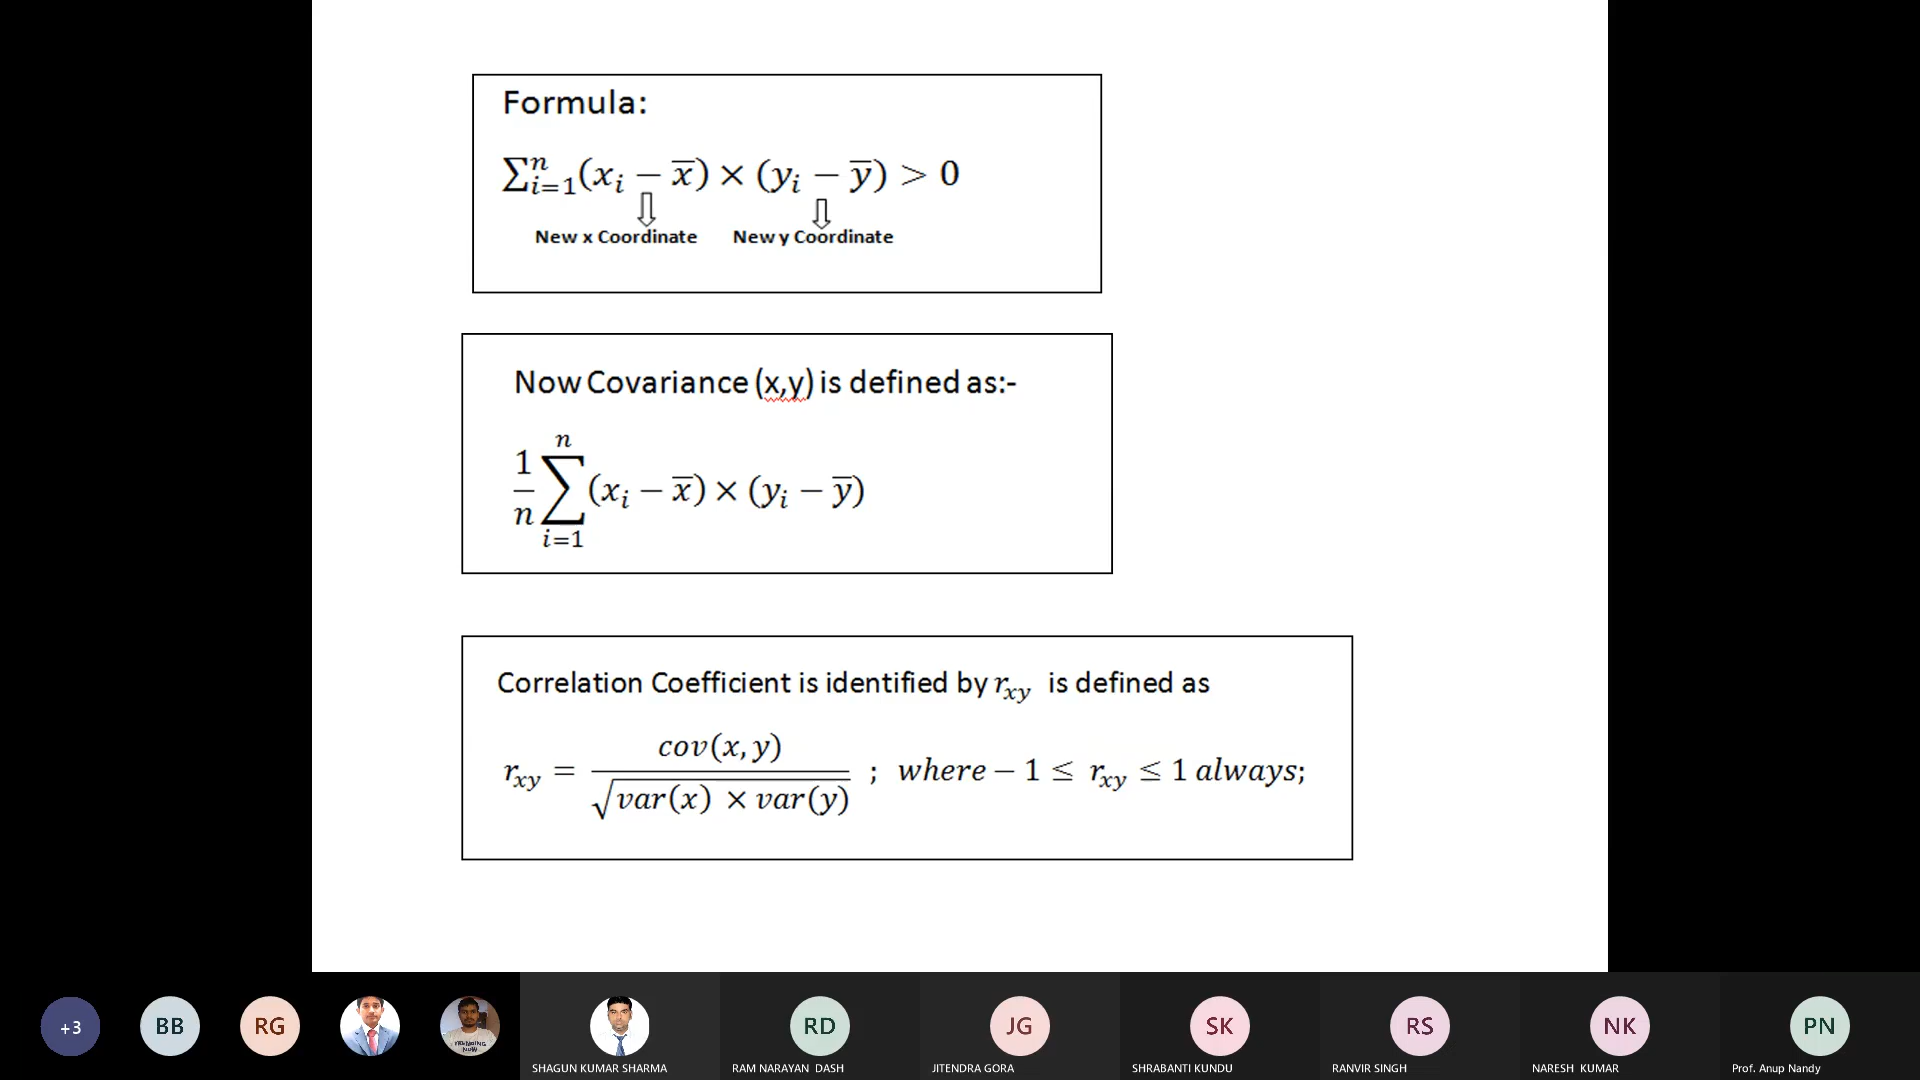 Formula:
∑ⁿᵢ₌₁(xᵢ − x̅) × (yᵢ − y̅) > 0
New x Coordinate New y Coordinate
Now Covariance (x,y) is defined as:-
n
1
n
∑(xᵢ − x̅) × (yᵢ − y̅)
i=1
Correlation Coefficient is identified by rₓᵧ is defined as
rₓᵧ = cov(x, y) / √var(x) × var(y) ; where − 1 ≤ rₓᵧ ≤ 1 always;
+3 BB RG RD JG SK RS NK PN
TRENDING
NOW
SHAGUN KUMAR SHARMA RAM NARAYAN DASH JITENDRA GORA SHRABANTI KUNDU RANVIR SINGH NARESH KUMAR Prof. Anup Nandy